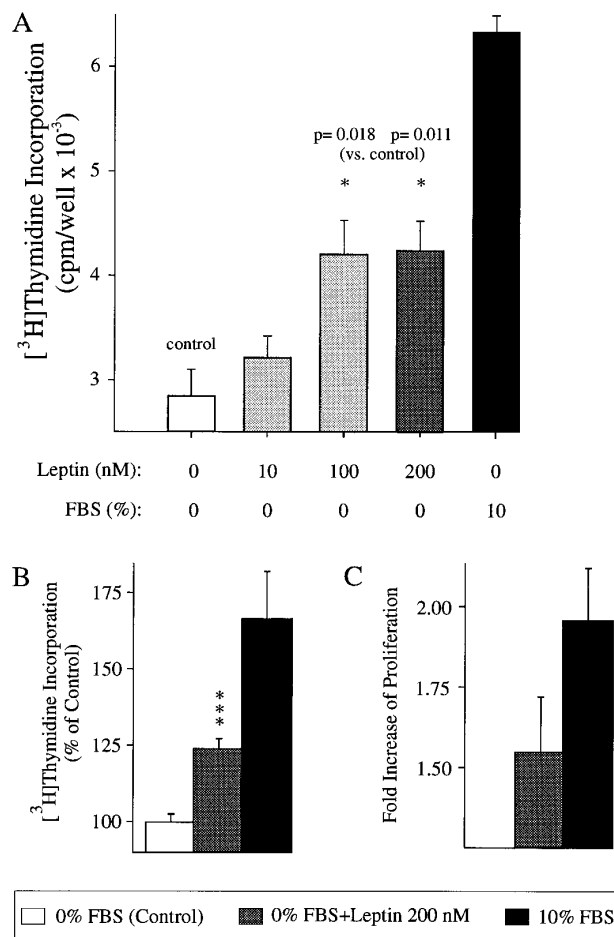 A
[³H]Thymidine Incorporation
(cpm/well x 10⁻³)
6
5
4
3
p= 0.018 p= 0.011
(vs. control)
* *
control
Leptin (nM): 0 10 100 200 0
FBS (%): 0 0 0 0 10
B
[³H]Thymidine Incorporation
(% of Control)
175
150
125
100
***
C
Fold Increase of Proliferation
2.00
1.75
1.50
0% FBS (Control) 0% FBS+Leptin 200 nM 10% FBS